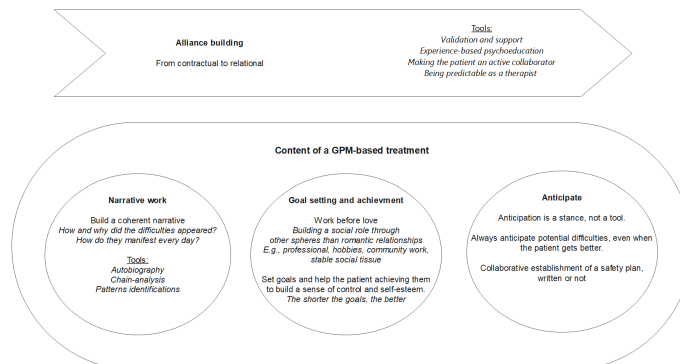 Alliance building
From contractual to relational
Tools:
Validation and support
Experience-based psychoeducation
Making the patient an active collaborator
Being predictable as a therapist
Content of a GPM-based treatment
Narrative work
Build a coherent narrative
How and why did the difficulties appeared?
How do they manifest every day?
Tools:
Autobiography
Chain-analysis
Patterns identifications
Goal setting and achievment
Work before love
Building a social role through
other spheres than romantic relationships
E.g., professional, hobbies, community work,
stable social tissue
Set goals and help the patient achieving them
to build a sense of control and self-esteem.
The shorter the goals, the better
Anticipate
Anticipation is a stance, not a tool.
Always anticipate potential difficulties, even when
the patient gets better.
Collaborative establishment of a safety plan,
written or not